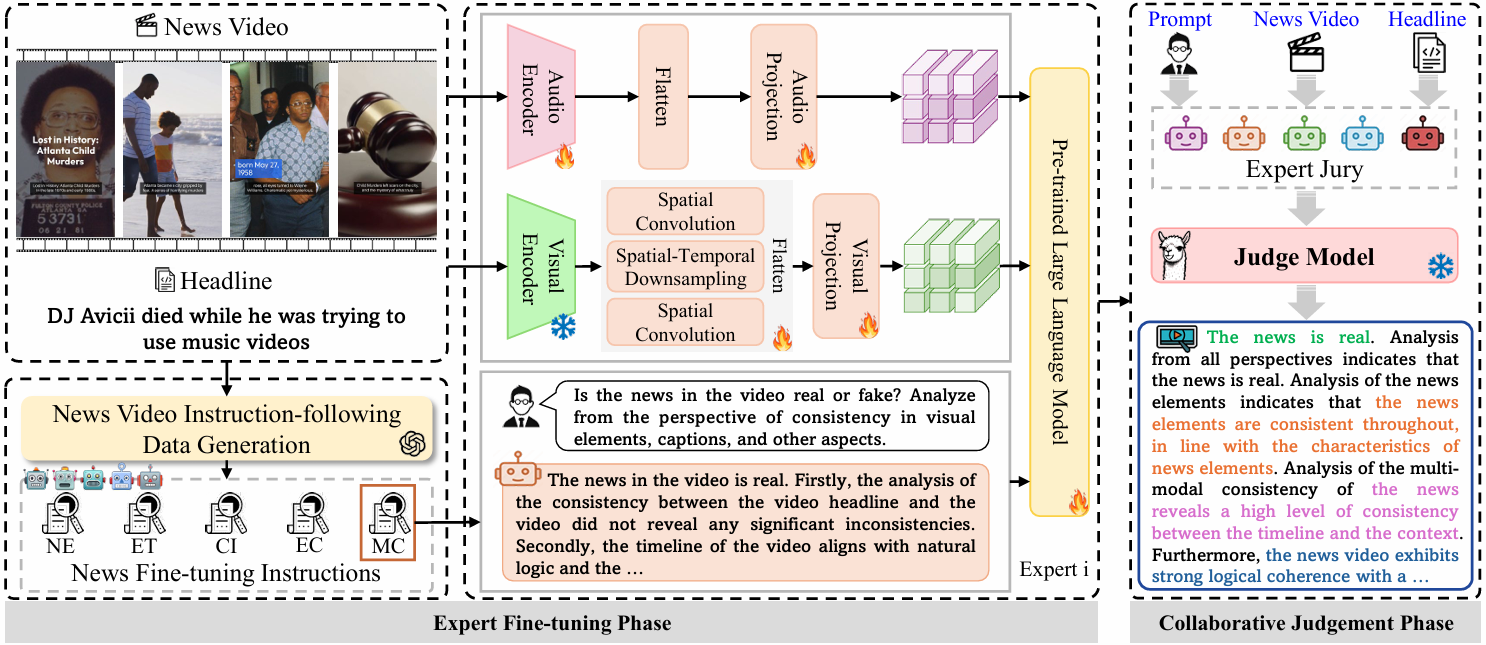 News Video
Lost in History:
Atlanta Child
Murders
Lost in History: Atlanta Child Murders
53731
06 21 81
born May 27,
1958
Headline
DJ Avicii died while he was trying to
use music videos
News Video Instruction-following
Data Generation
NE
ET
CI
EC
MC
News Fine-tuning Instructions
Audio
Encoder
Flatten
Audio
Projection
Visual
Encoder
Spatial
Convolution
Spatial-Temporal
Downsampling
Spatial
Convolution
Flatten
Visual
Projection
Pre-trained Large Language Model
Is the news in the video real or fake? Analyze
from the perspective of consistency in visual
elements, captions, and other aspects.
The news in the video is real. Firstly, the analysis of
the consistency between the video headline and the
video did not reveal any significant inconsistencies.
Secondly, the timeline of the video aligns with natural
logic and the ...
Expert i
Expert Fine-tuning Phase
Prompt
News Video
Headline
Expert Jury
Judge Model
The news is real. Analysis
from all perspectives indicates that
the news is real. Analysis of the news
elements indicates that the news
elements are consistent throughout,
in line with the characteristics of
news elements. Analysis of the multi-
modal consistency of the news
reveals a high level of consistency
between the timeline and the context.
Furthermore, the news video exhibits
strong logical coherence with a ...
Collaborative Judgement Phase